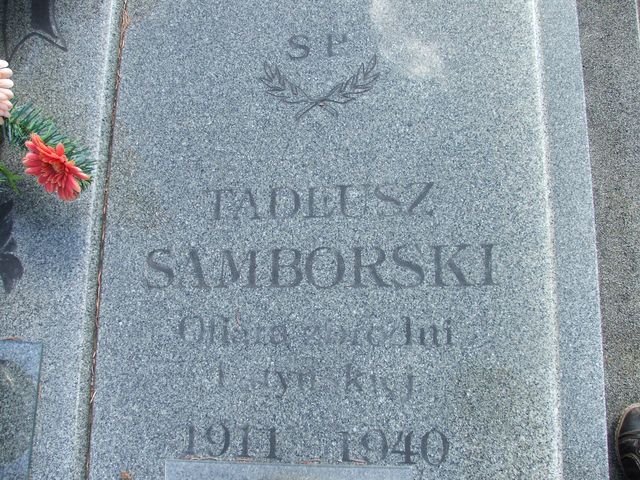 Ś P
TADEUSZ
SAMBORSKI
Ofiara zbrodni
Katyńskiej
1911 - 1940